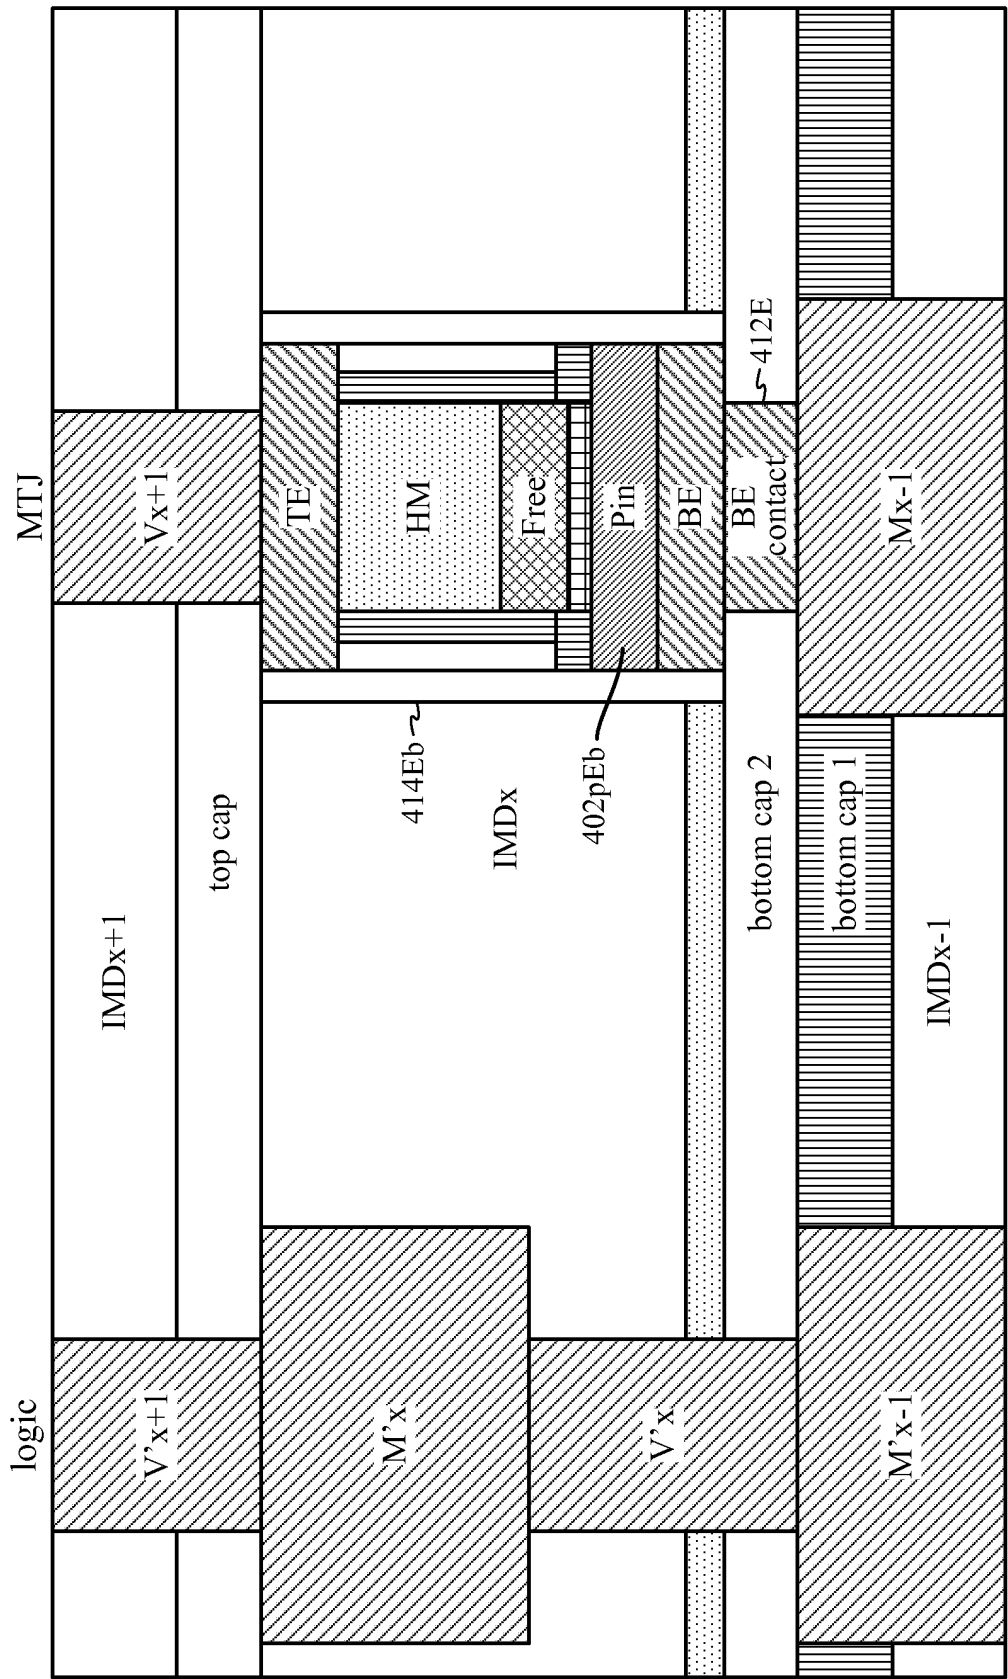 logic
MTJ
V'x+1
IMDx+1
Vx+1
top cap
TE
M'x
HM
414Eb
IMDx
Free
402pEb
Pin
V'x
BE
bottom cap 2
BE
contact
412E
bottom cap 1
M'x-1
IMDx-1
Mx-1